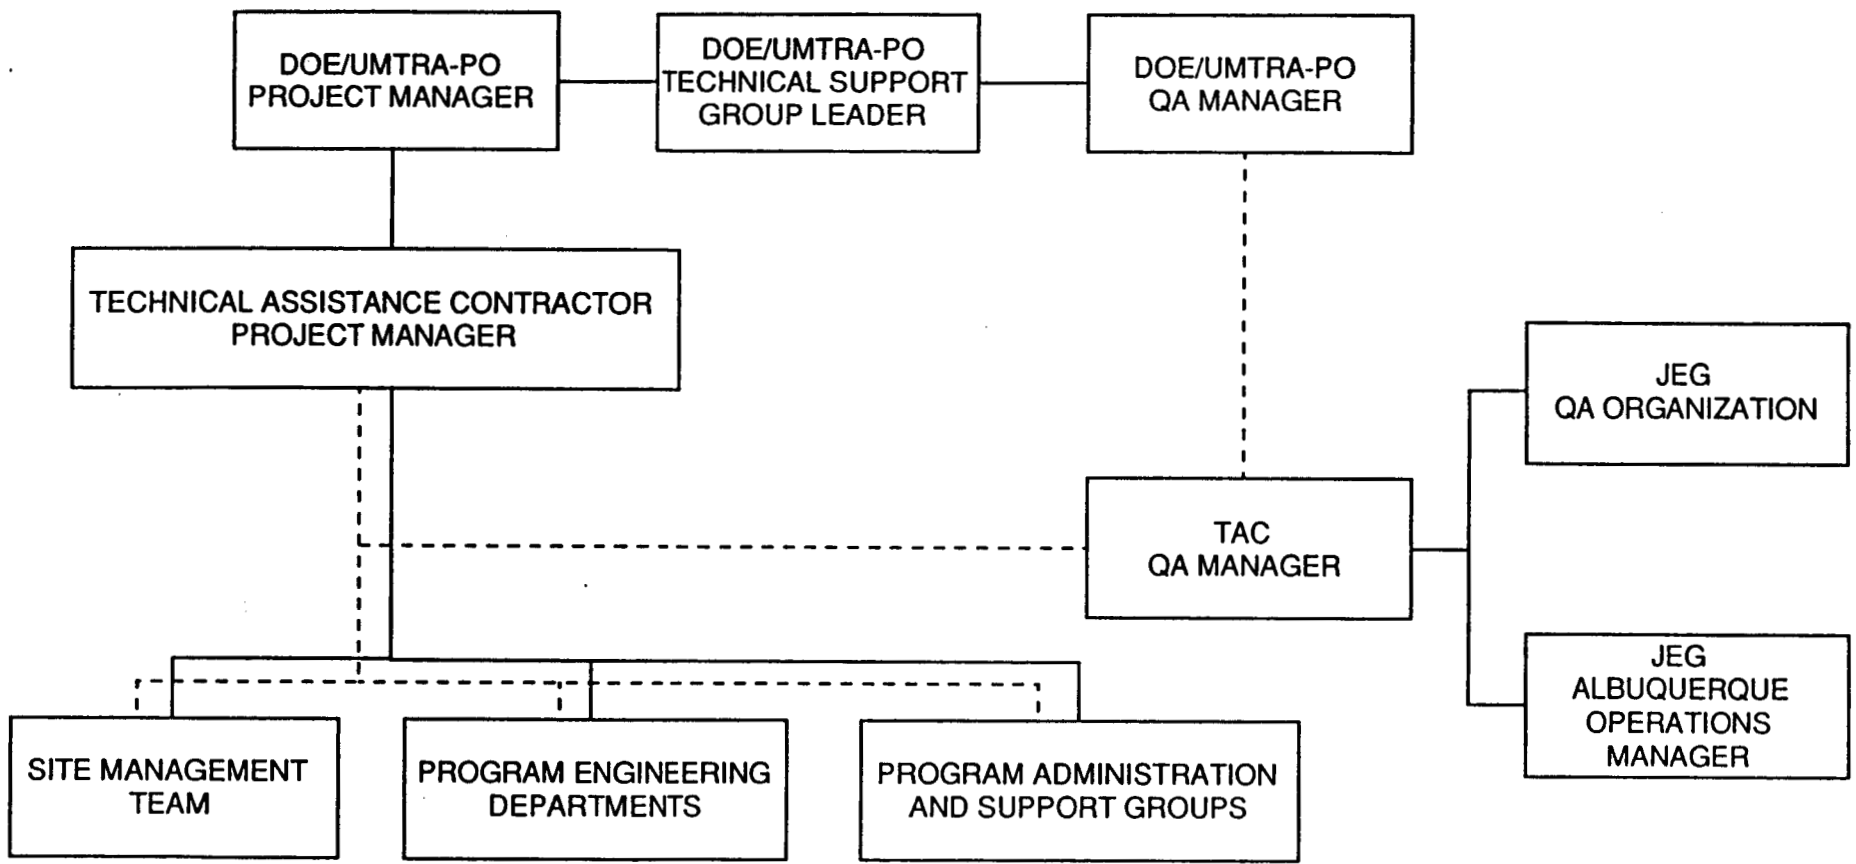 DOE/UMTRA-PO
PROJECT MANAGER
DOE/UMTRA-PO
TECHNICAL SUPPORT
GROUP LEADER
DOE/UMTRA-PO
QA MANAGER
TECHNICAL ASSISTANCE CONTRACTOR
PROJECT MANAGER
JEG
QA ORGANIZATION
TAC
QA MANAGER
JEG
ALBUQUERQUE
OPERATIONS
MANAGER
SITE MANAGEMENT
TEAM
PROGRAM ENGINEERING
DEPARTMENTS
PROGRAM ADMINISTRATION
AND SUPPORT GROUPS